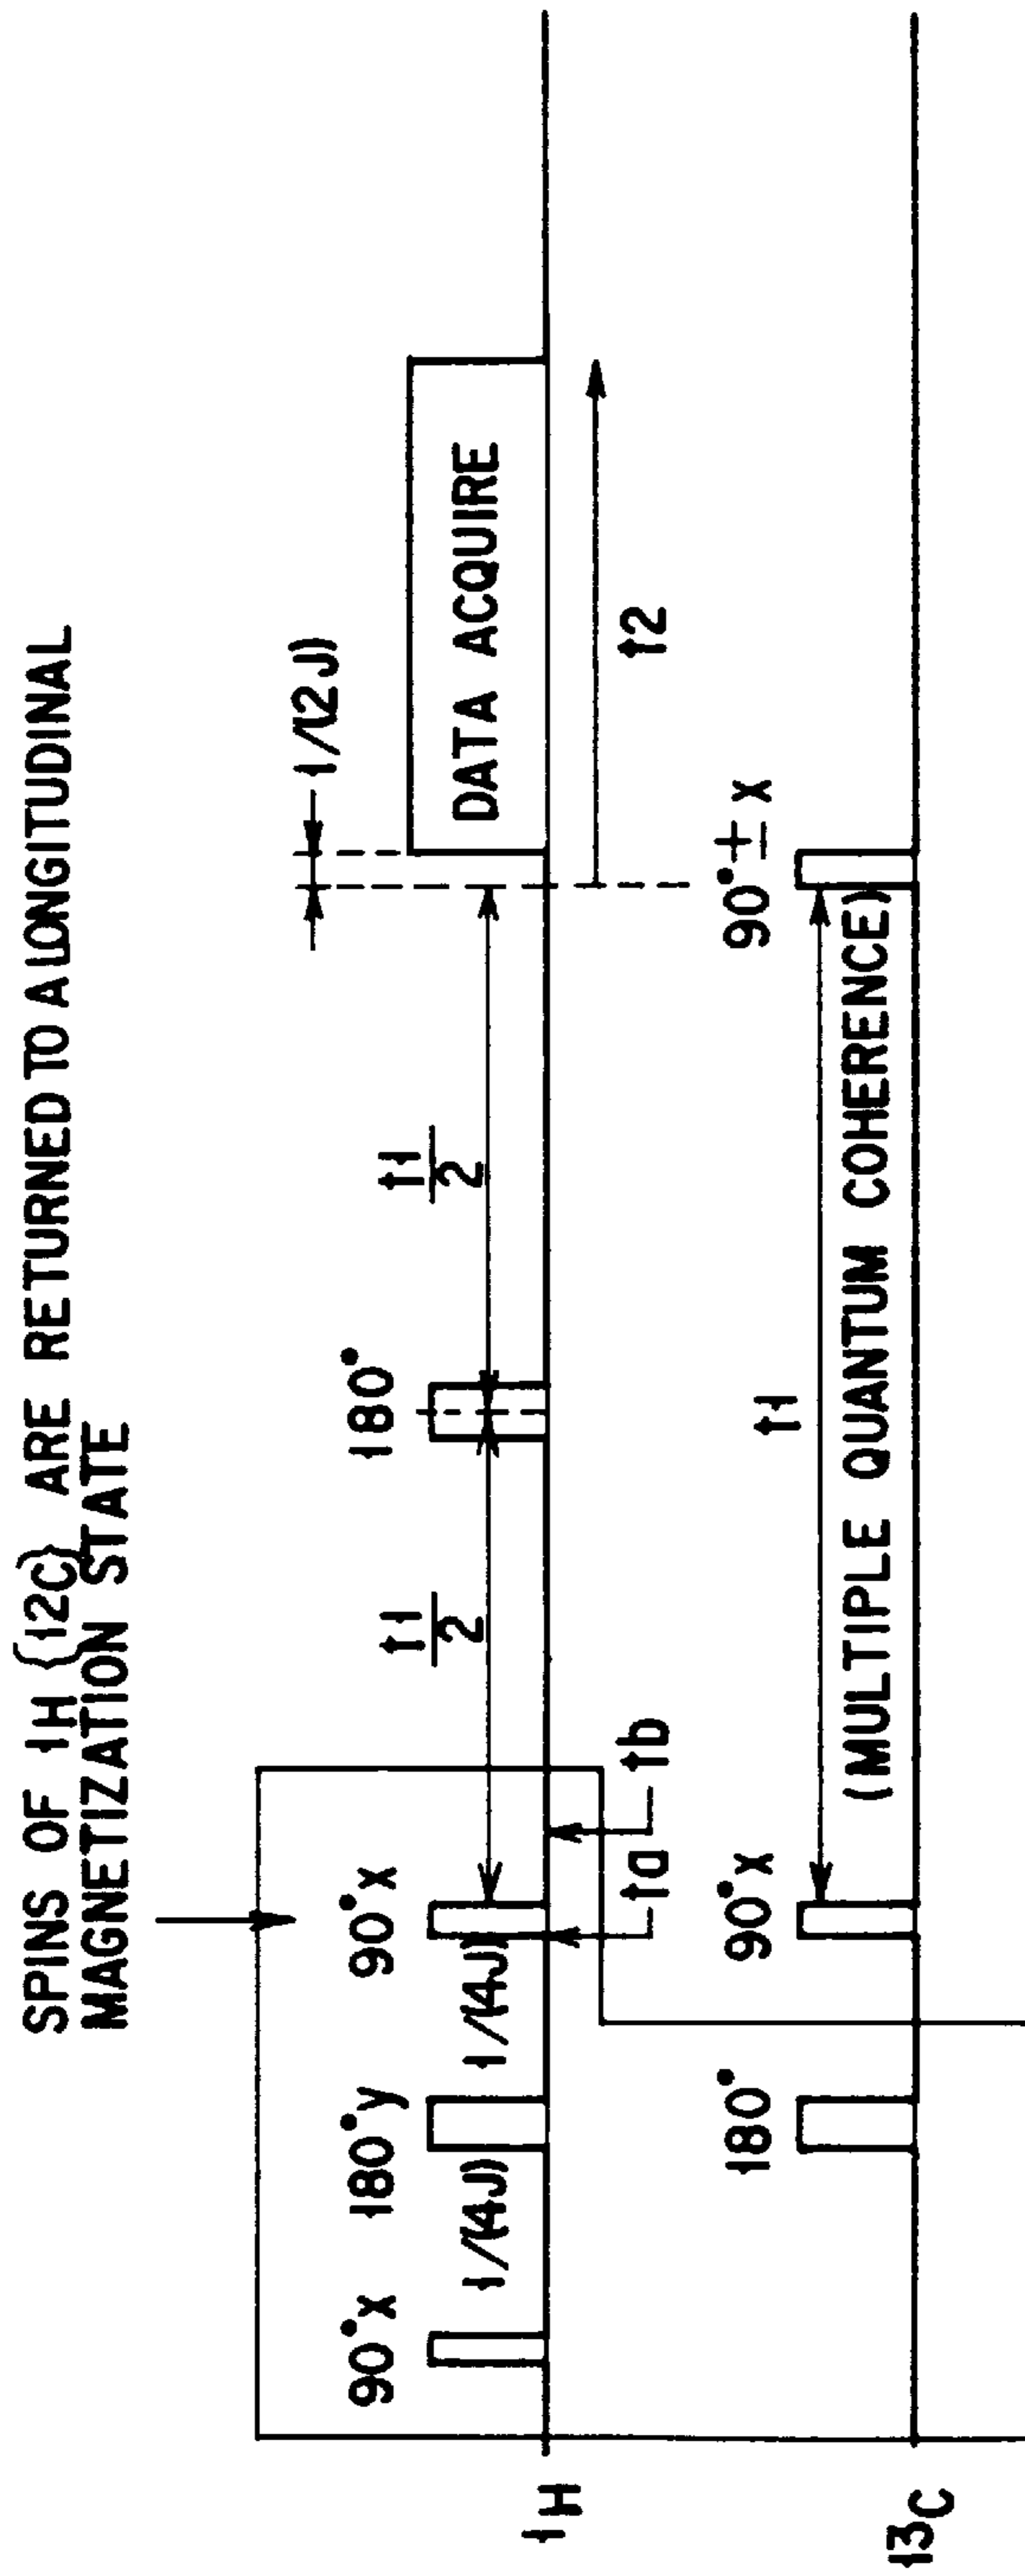 SPINS OF 1H {12C} ARE RETURNED TO A LONGITUDINAL
MAGNETIZATION STATE
90°x 180°y 90°x 180°
1/(4J) 1/(4J)
t1/2 t1/2
1/(2J)
DATA ACQUIRE
1H
ta tb
t2
180° 90°x 90°±x
t1
(MULTIPLE QUANTUM COHERENCE)
13C